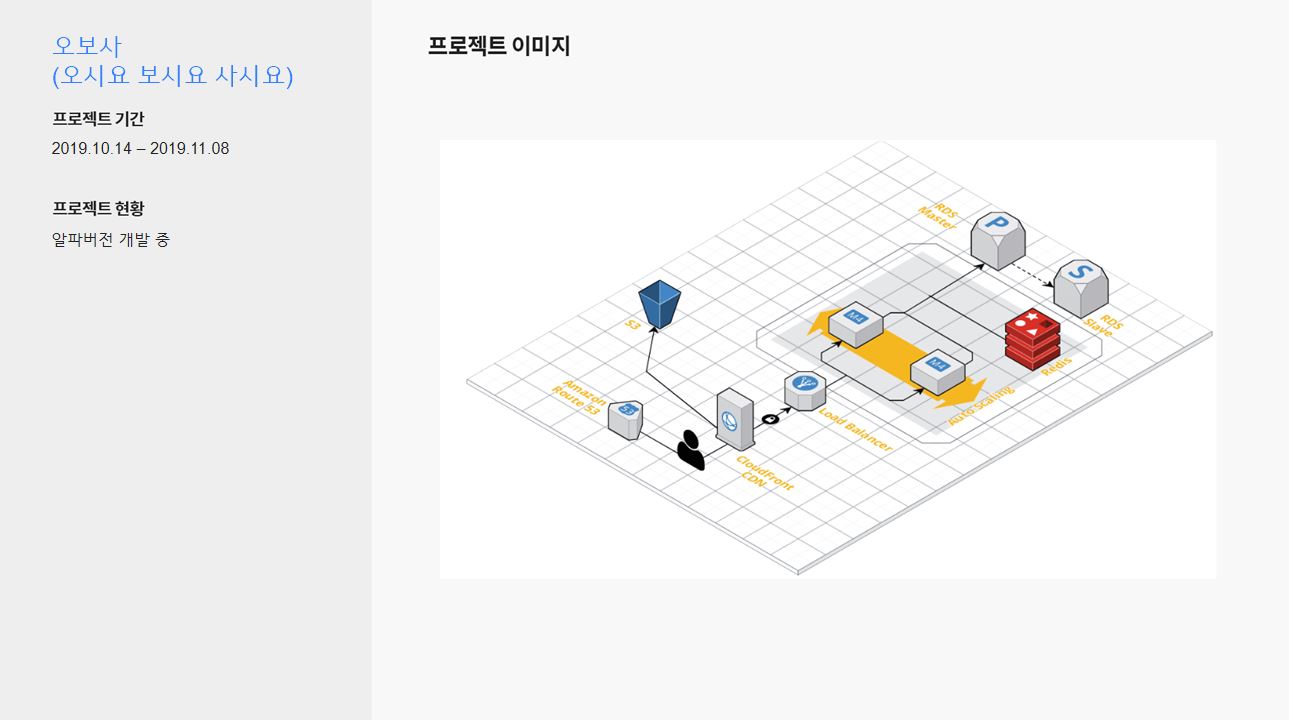 오보사
(오시요 보시요 사시요)
프로젝트 기간
2019.10.14 – 2019.11.08
프로젝트 현황
알파버전 개발 중
프로젝트 이미지
RDS
Master
P
S
RDS
Slave
S3
M4
M4
Redis
Auto Scaling
Amazon
Route 53
53
Load Balancer
CloudFront
CDN